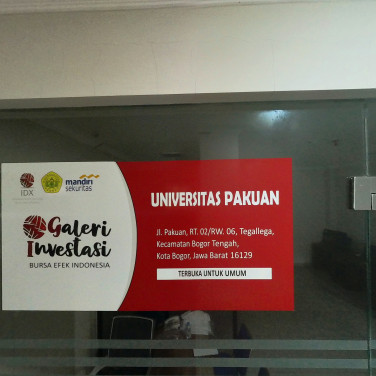 IDX
mandiri
sekuritas
Galeri
Investasi
BURSA EFEK INDONESIA
UNIVERSITAS PAKUAN
Jl. Pakuan, RT. 02/RW. 06, Tegallega,
Kecamatan Bogor Tengah,
Kota Bogor, Jawa Barat 16129
TERBUKA UNTUK UMUM